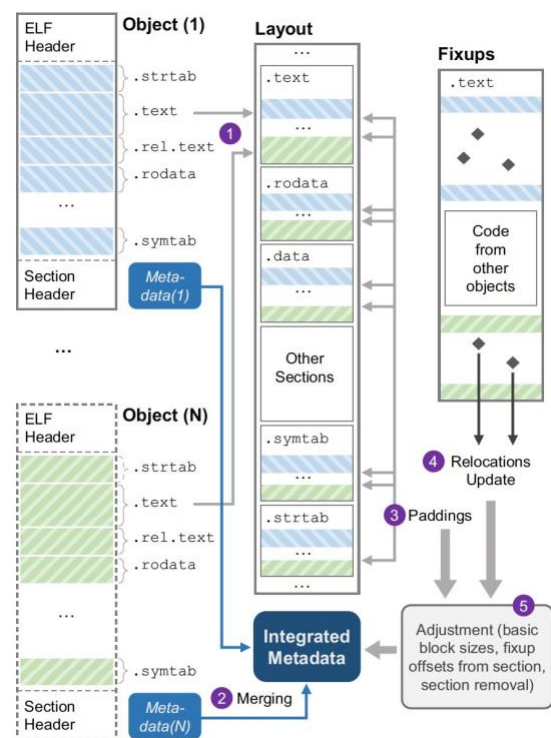 Object (1)
ELF
Header
.strtab
.text
.rel.text
.rodata
...
.symtab
Section
Header
Meta-
data(1)
...
Object (N)
ELF
Header
.strtab
.text
.rel.text
.rodata
...
.symtab
Section
Header
Meta-
data(N)
1
Layout
...
.text
...
.rodata
...
.data
...
Other
Sections
.symtab
...
.strtab
...
...
Integrated
Metadata
2 Merging
Fixups
.text
Code
from
other
objects
4 Relocations
Update
3 Paddings
5
Adjustment (basic
block sizes, fixup
offsets from section,
section removal)